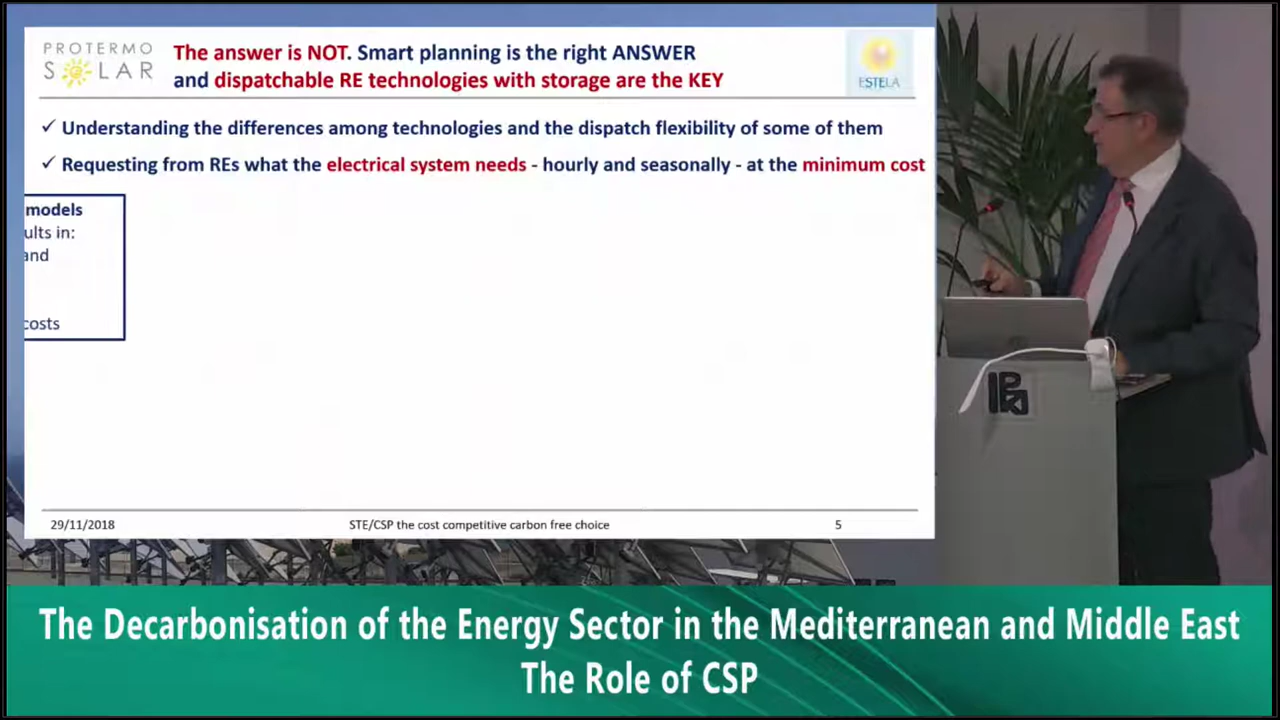 PROTERMO
SOLAR
The answer is NOT. Smart planning is the right ANSWER
and dispatchable RE technologies with storage are the KEY
ESTELA
✓ Understanding the differences among technologies and the dispatch flexibility of some of them
✓ Requesting from REs what the electrical system needs - hourly and seasonally - at the minimum cost
models
ults in:
and
costs
29/11/2018
STE/CSP the cost competitive carbon free choice
5
The Decarbonisation of the Energy Sector in the Mediterranean and Middle East
The Role of CSP